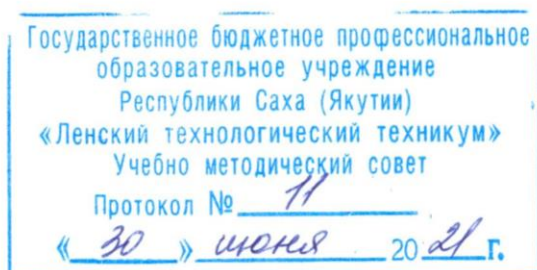 Государственное бюджетное профессиональное
образовательное учреждение
Республики Саха (Якутии)
«Ленский технологический техникум»
Учебно методический совет
Протокол № 11
« 30 » июня 20 21 г.